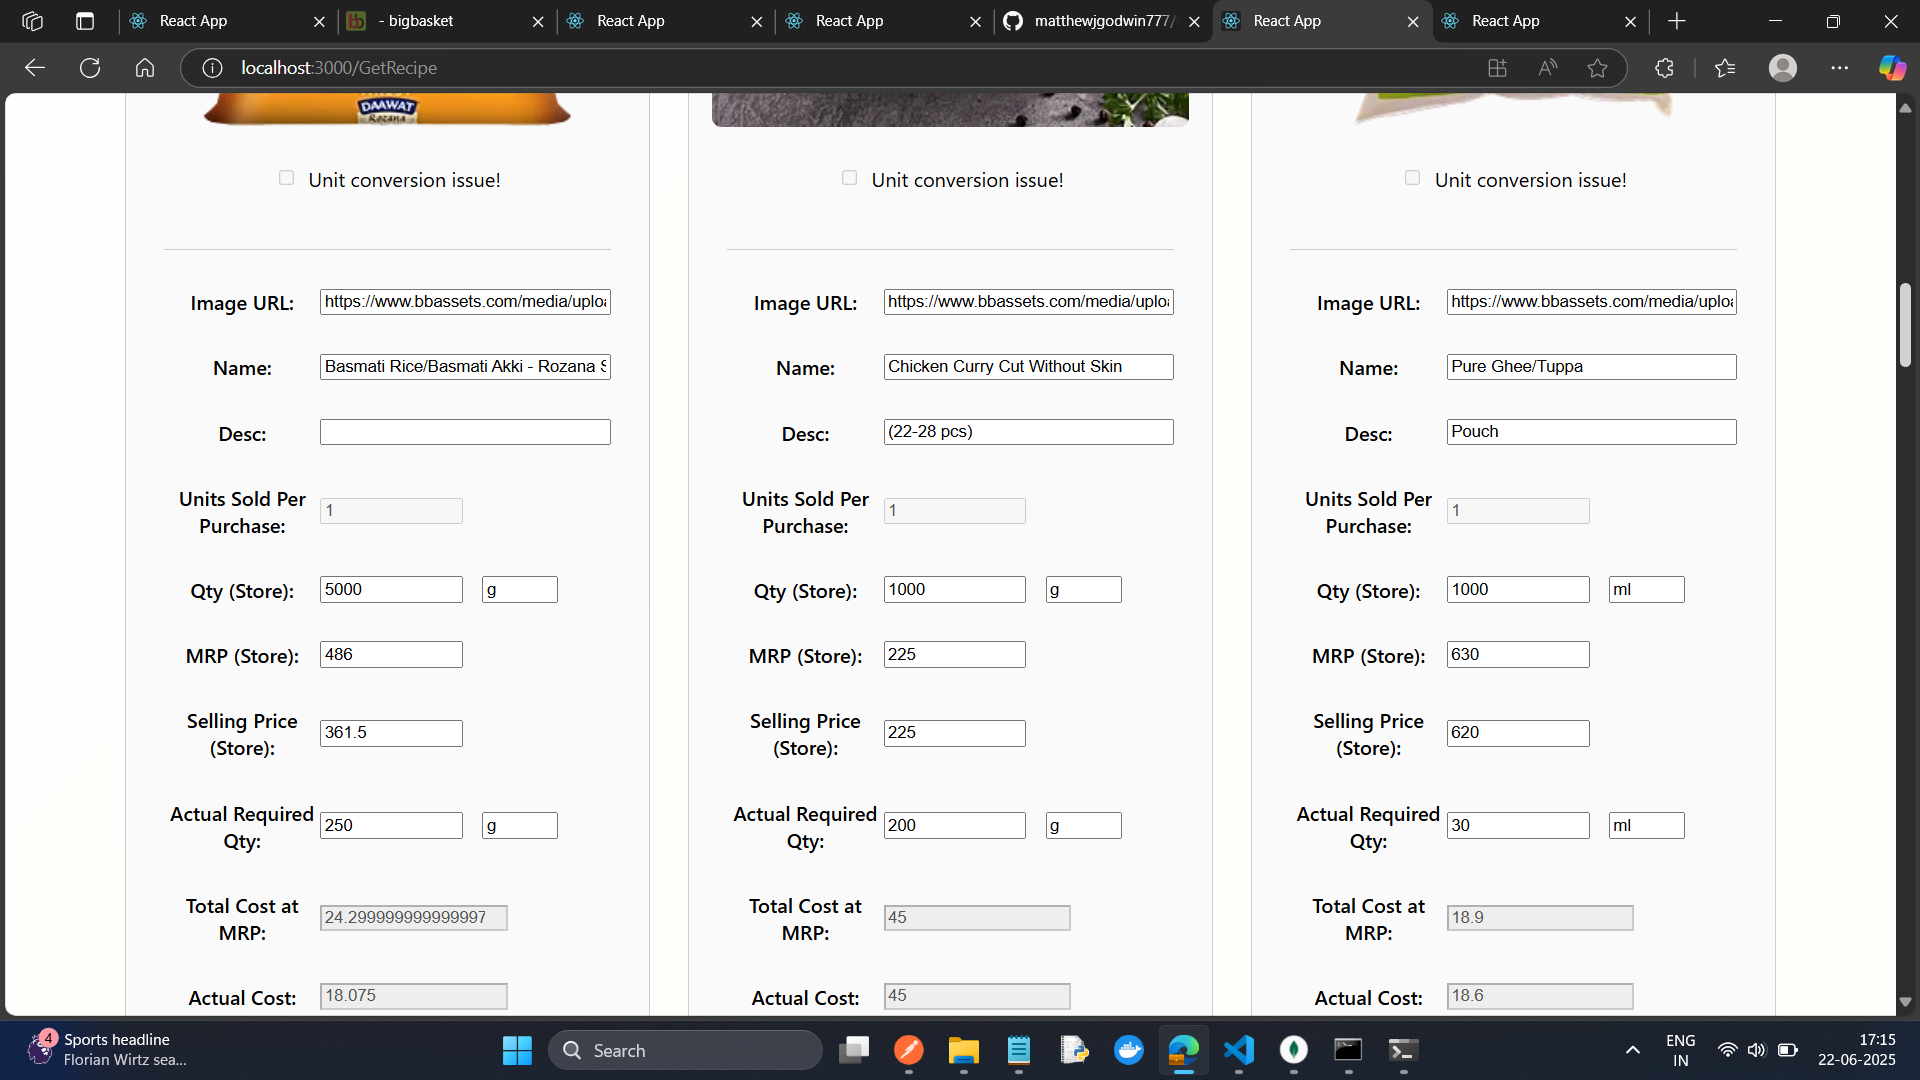 React App
- bigbasket
React App
React App
matthewjgodwin777/
React App
React App
localhost:3000/GetRecipe
DAAWAT
Rozana
Unit conversion issue!
Unit conversion issue!
Unit conversion issue!
Image URL: https://www.bbassets.com/media/uploa
Image URL: https://www.bbassets.com/media/uploa
Image URL: https://www.bbassets.com/media/uploa
Name: Basmati Rice/Basmati Akki - Rozana S
Name: Chicken Curry Cut Without Skin
Name: Pure Ghee/Tuppa
Desc:
Desc: (22-28 pcs)
Desc: Pouch
Units Sold Per
Purchase: 1
Units Sold Per
Purchase: 1
Units Sold Per
Purchase: 1
Qty (Store): 5000 g
Qty (Store): 1000 g
Qty (Store): 1000 ml
MRP (Store): 486
MRP (Store): 225
MRP (Store): 630
Selling Price
(Store): 361.5
Selling Price
(Store): 225
Selling Price
(Store): 620
Actual Required
Qty: 250 g
Actual Required
Qty: 200 g
Actual Required
Qty: 30 ml
Total Cost at
MRP: 24.299999999999997
Total Cost at
MRP: 45
Total Cost at
MRP: 18.9
Actual Cost: 18.075
Actual Cost: 45
Actual Cost: 18.6
4
Sports headline
Florian Wirtz sea...
Search
ENG
IN
17:15
22-06-2025